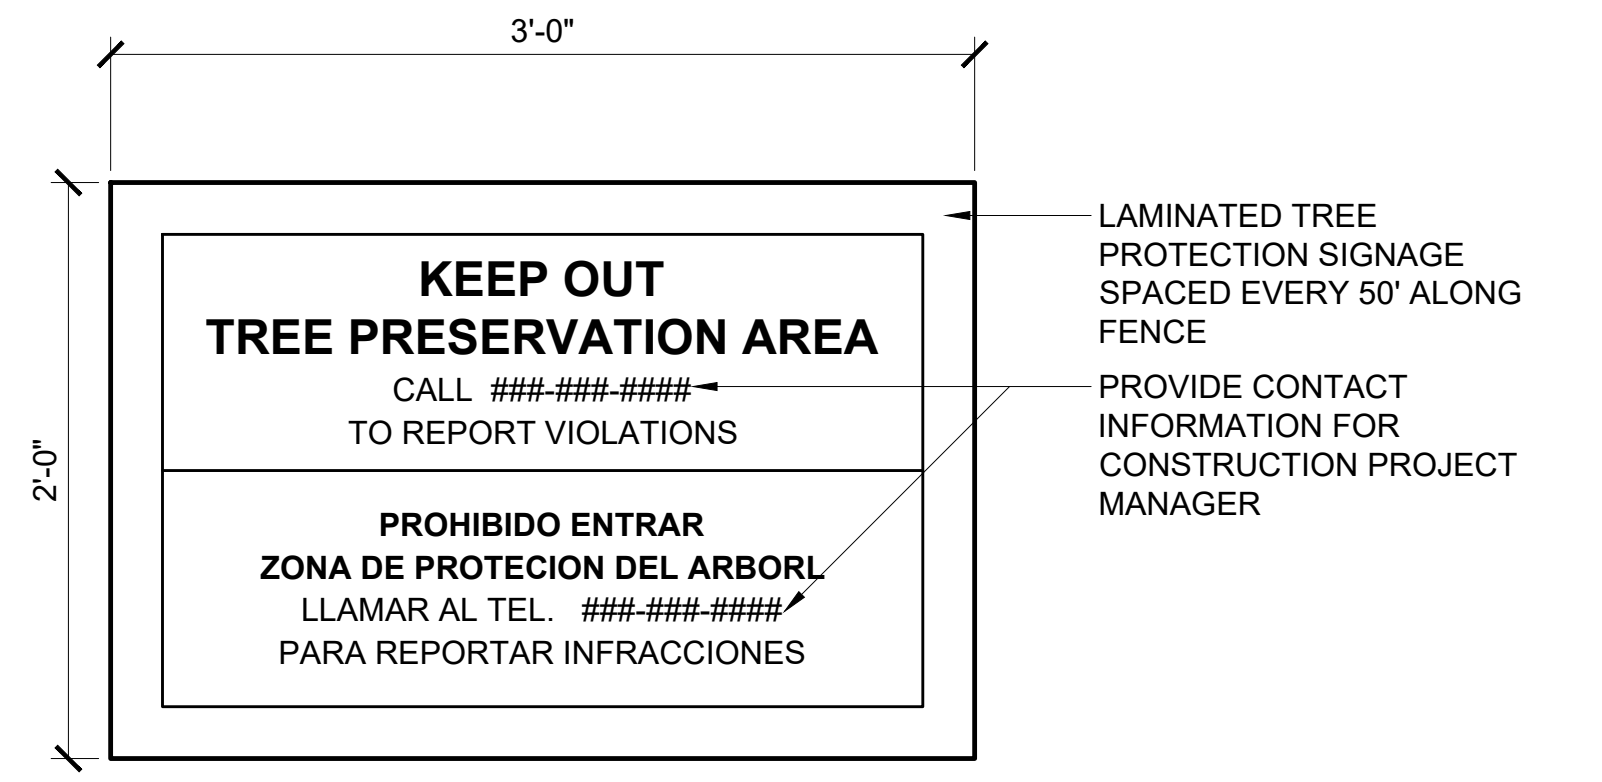 3'-0"
2'-0"
KEEP OUT
TREE PRESERVATION AREA
CALL ###-###-####
TO REPORT VIOLATIONS
PROHIBIDO ENTRAR
ZONA DE PROTECION DEL ARBORL
LLAMAR AL TEL. ###-###-####
PARA REPORTAR INFRACCIONES
LAMINATED TREE
PROTECTION SIGNAGE
SPACED EVERY 50' ALONG
FENCE
PROVIDE CONTACT
INFORMATION FOR
CONSTRUCTION PROJECT
MANAGER